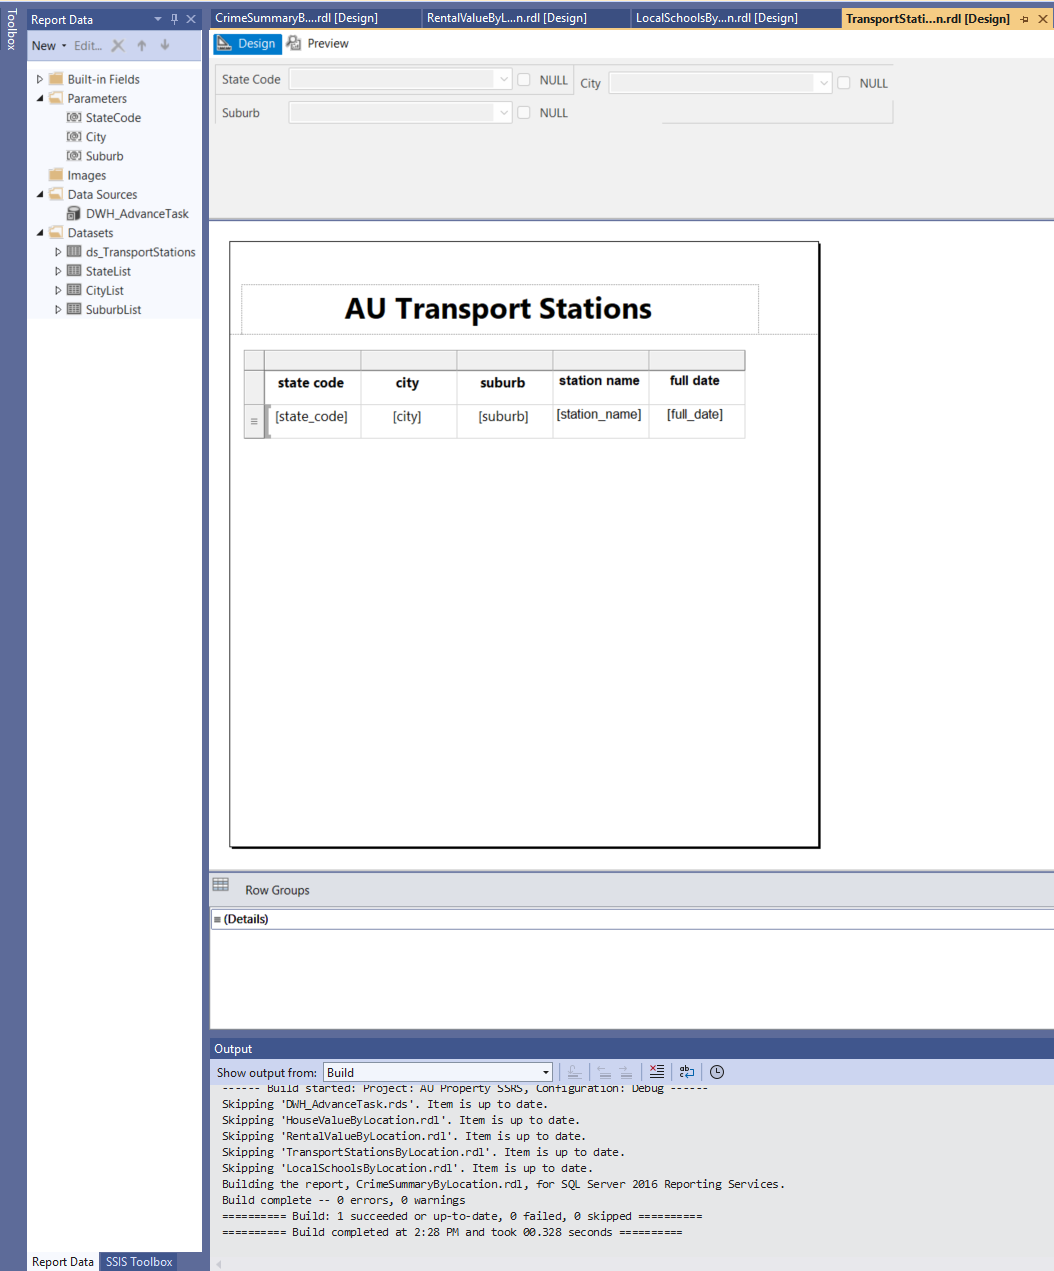 Toolbox
Report Data
New Edit...
Built-in Fields
Parameters
StateCode
City
Suburb
Images
Data Sources
DWH_AdvanceTask
Datasets
ds_TransportStations
StateList
CityList
SuburbList
Report Data SSIS Toolbox
CrimeSummaryB....rdl [Design] RentalValueByL...n.rdl [Design] LocalSchoolsBy...n.rdl [Design] TransportStati...n.rdl [Design]
Design Preview
State Code NULL City NULL
Suburb NULL
AU Transport Stations
state code city suburb station name full date
[state_code] [city] [suburb] [station_name] [full_date]
Row Groups
(Details)
Output
Show output from: Build
------ Build started: Project: AU Property SSRS, Configuration: Debug ------
Skipping 'DWH_AdvanceTask.rds'. Item is up to date.
Skipping 'HouseValueByLocation.rdl'. Item is up to date.
Skipping 'RentalValueByLocation.rdl'. Item is up to date.
Skipping 'TransportStationsByLocation.rdl'. Item is up to date.
Skipping 'LocalSchoolsByLocation.rdl'. Item is up to date.
Building the report, CrimeSummaryByLocation.rdl, for SQL Server 2016 Reporting Services.
Build complete -- 0 errors, 0 warnings
========== Build: 1 succeeded or up-to-date, 0 failed, 0 skipped ==========
========== Build completed at 2:28 PM and took 00.328 seconds ==========